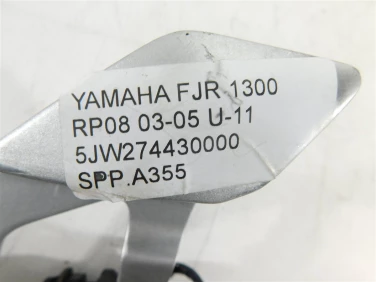 YAMAHA FJR 1300
RP08 03-05 U-11
5JW274430000
SPP.A355